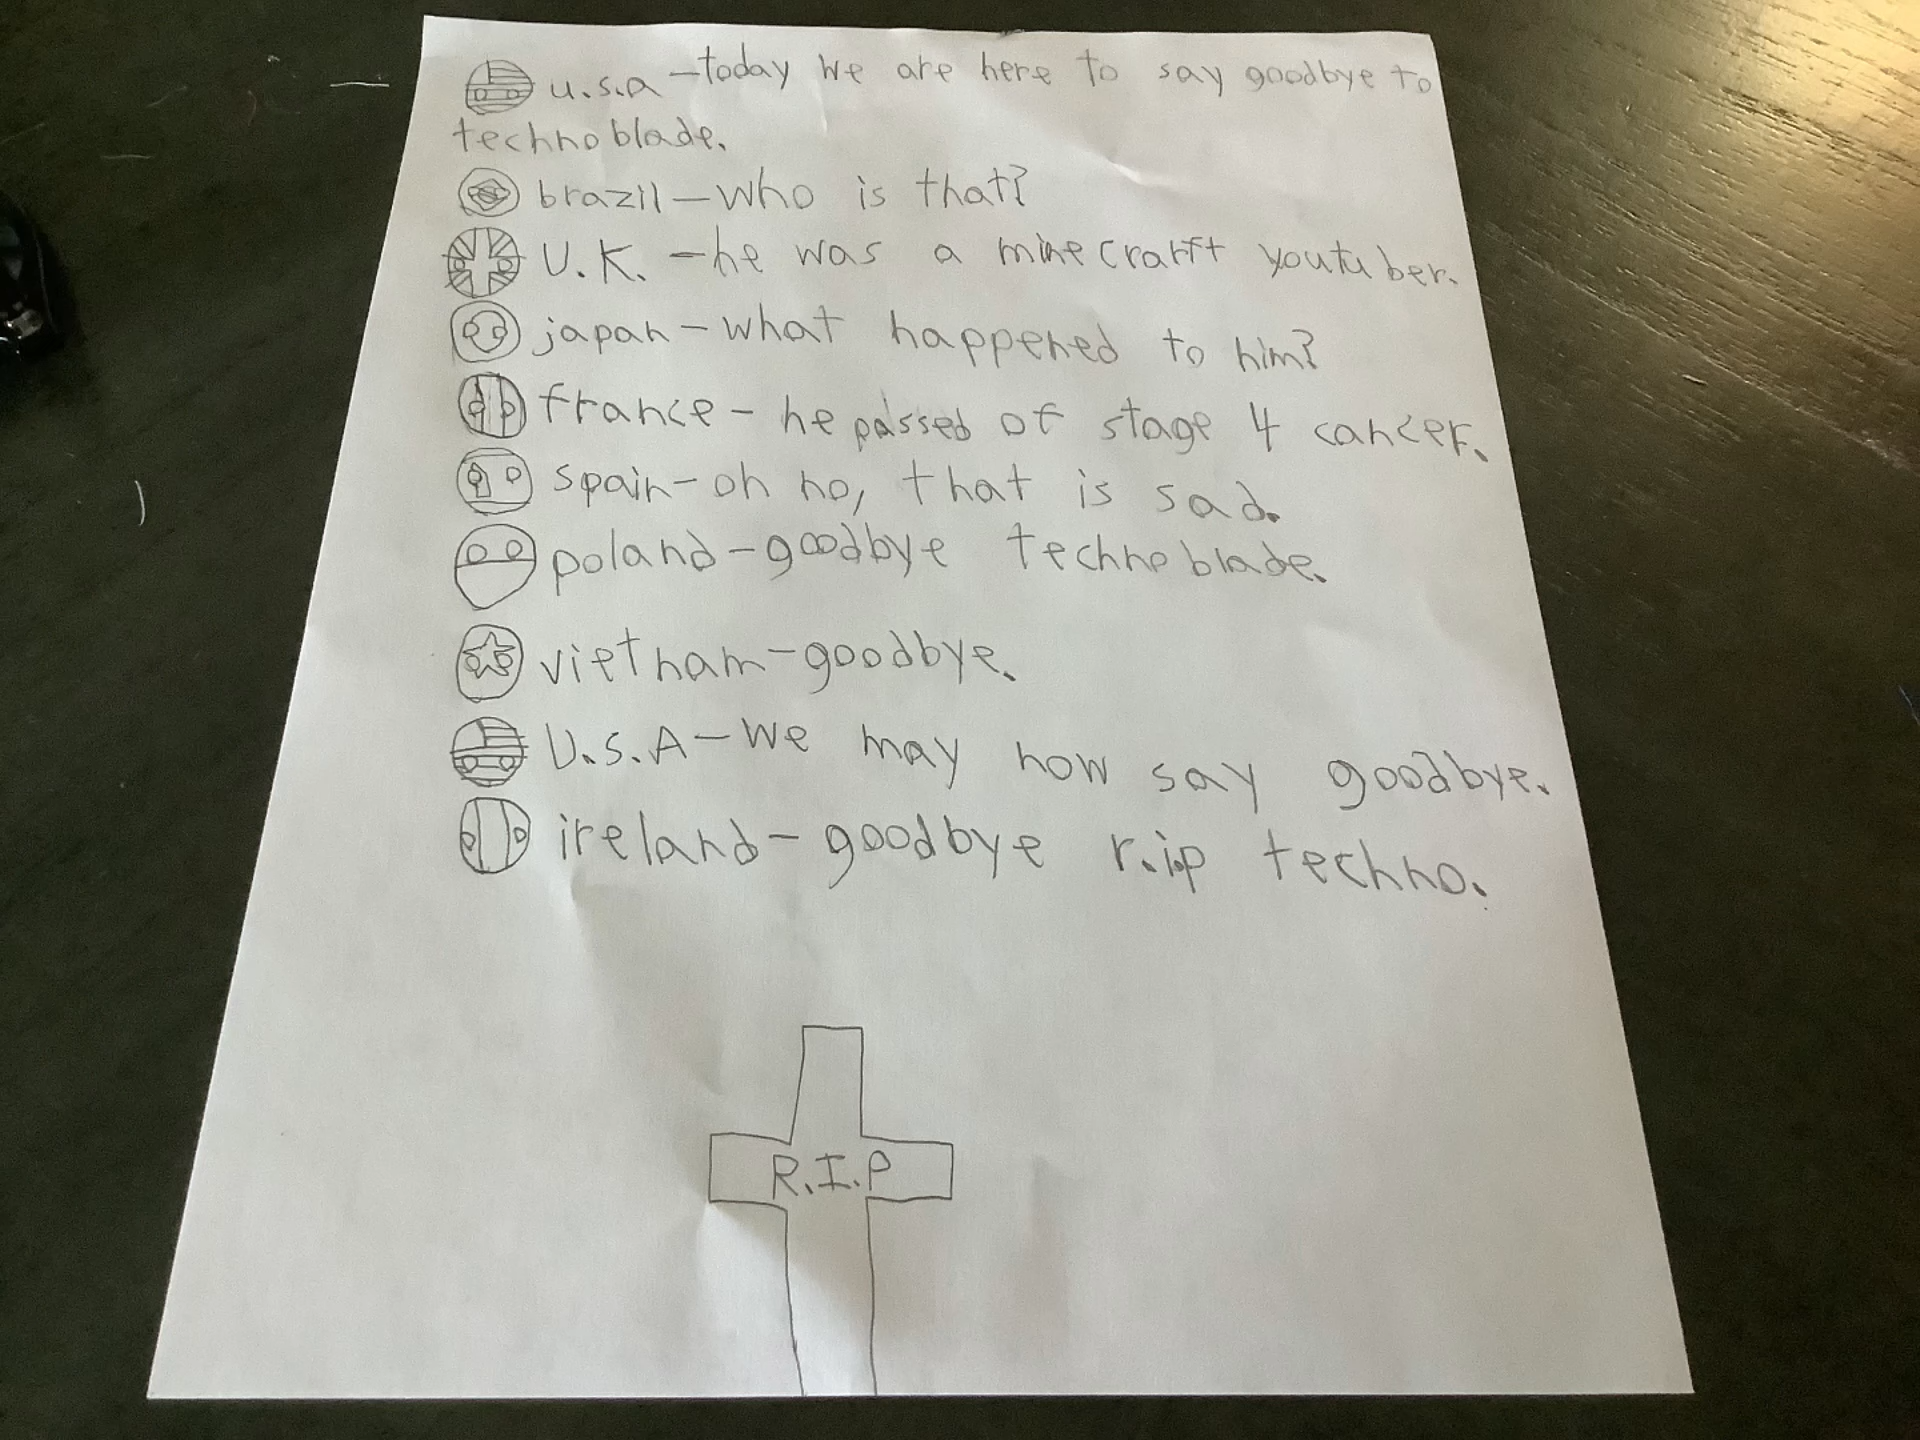 u.s.a - today we are here to say goodbye to
technoblade.
brazil - who is that?
U.K. - he was a minecrarft youtuber.
japan - what happened to him?
france - he passed of stage 4 cancer.
spain - oh no, that is sad.
poland - goodbye technoblade.
vietnam - goodbye.
U.S.A - we may now say goodbye.
ireland - goodbye r.i.p techno.
R.I.P